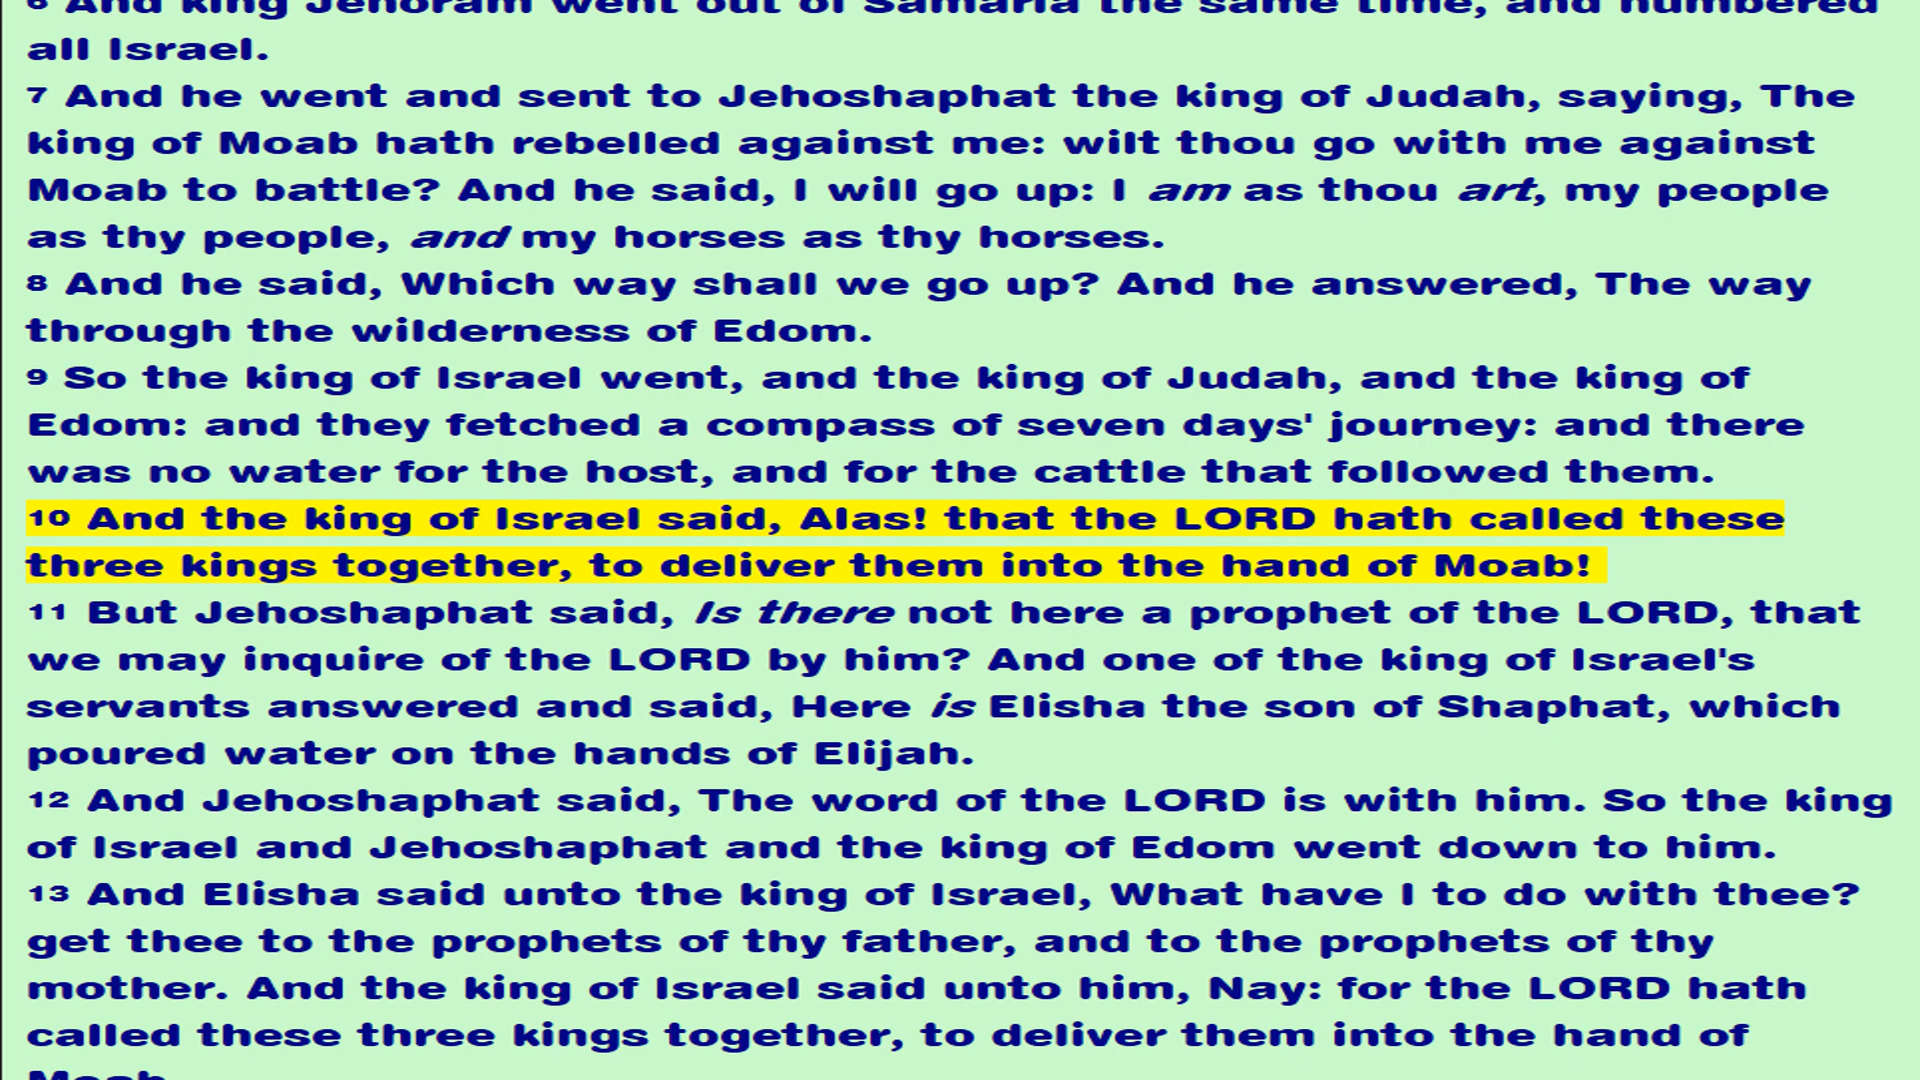 6 And king Jehoram went out of Samaria the same time, and numbered
all Israel.
7 And he went and sent to Jehoshaphat the king of Judah, saying, The
king of Moab hath rebelled against me: wilt thou go with me against
Moab to battle? And he said, I will go up: I am as thou art, my people
as thy people, and my horses as thy horses.
8 And he said, Which way shall we go up? And he answered, The way
through the wilderness of Edom.
9 So the king of Israel went, and the king of Judah, and the king of
Edom: and they fetched a compass of seven days' journey: and there
was no water for the host, and for the cattle that followed them.
10 And the king of Israel said, Alas! that the LORD hath called these
three kings together, to deliver them into the hand of Moab!
11 But Jehoshaphat said, Is there not here a prophet of the LORD, that
we may inquire of the LORD by him? And one of the king of Israel's
servants answered and said, Here is Elisha the son of Shaphat, which
poured water on the hands of Elijah.
12 And Jehoshaphat said, The word of the LORD is with him. So the king
of Israel and Jehoshaphat and the king of Edom went down to him.
13 And Elisha said unto the king of Israel, What have I to do with thee?
get thee to the prophets of thy father, and to the prophets of thy
mother. And the king of Israel said unto him, Nay: for the LORD hath
called these three kings together, to deliver them into the hand of
Moab.